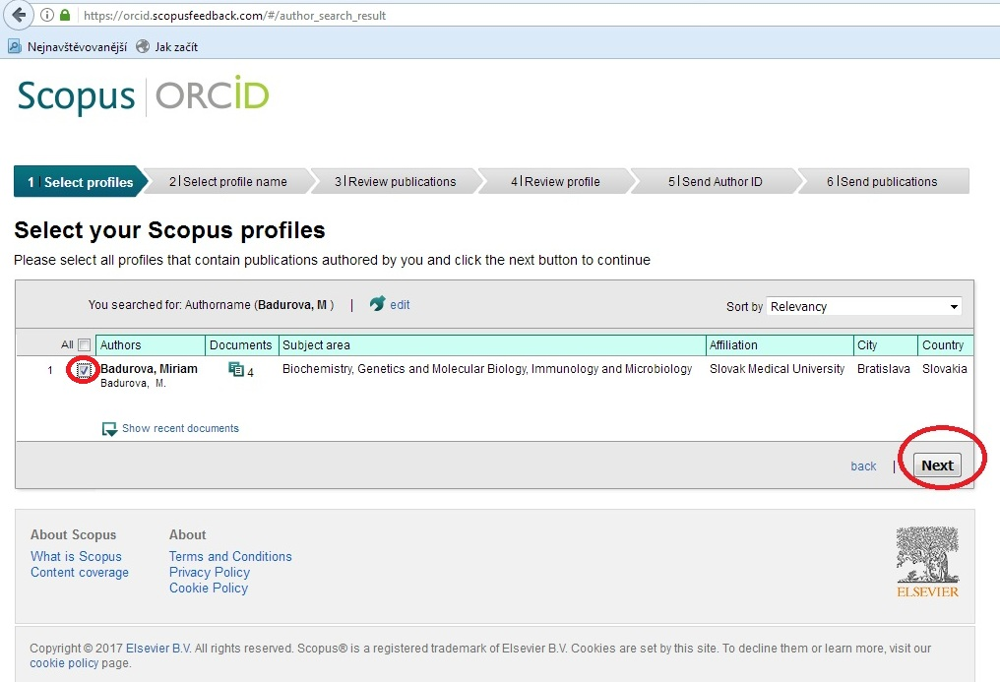 https://orcid.scopusfeedback.com/#/author_search_result
Nejnavštěvovanější Jak začít
Scopus | ORCID
1 | Select profiles 2 | Select profile name 3 | Review publications 4 | Review profile 5 | Send Author ID 6 | Send publications
Select your Scopus profiles
Please select all profiles that contain publications authored by you and click the next button to continue
You searched for: Authorname (Badurova, M ) | edit Sort by Relevancy
All Authors Documents Subject area Affiliation City Country
1 Badurova, Miriam 4 Biochemistry, Genetics and Molecular Biology, Immunology and Microbiology Slovak Medical University Bratislava Slovakia
Badurova, M.
Show recent documents
back | Next
About Scopus About
What is Scopus Terms and Conditions
Content coverage Privacy Policy
Cookie Policy
ELSEVIER
Copyright © 2017 Elsevier B.V. All rights reserved. Scopus® is a registered trademark of Elsevier B.V. Cookies are set by this site. To decline them or learn more, visit our
cookie policy page.